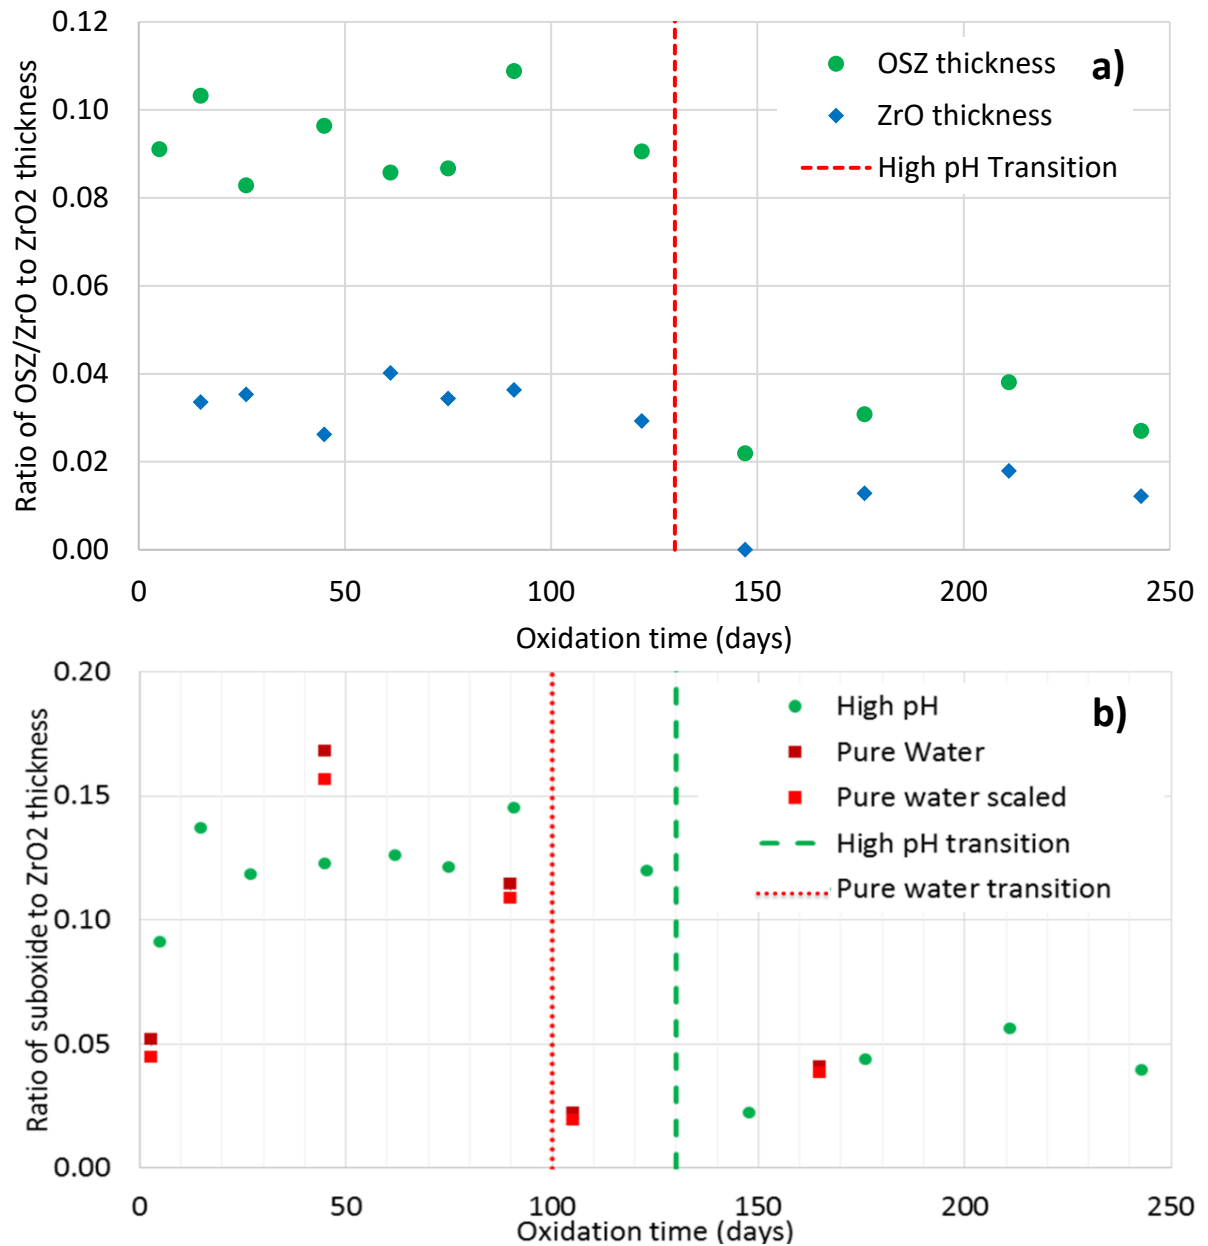 0.12
0.10
0.08
0.06
0.04
0.02
0.00
Ratio of OSZ/ZrO to ZrO2 thickness
OSZ thickness
a)
ZrO thickness
High pH Transition
0 50 100 150 200 250
Oxidation time (days)
0.20
0.15
0.10
0.05
0.00
Ratio of suboxide to ZrO2 thickness
High pH
b)
Pure Water
Pure water scaled
High pH transition
Pure water transition
0 50 100 150 200 250
Oxidation time (days)